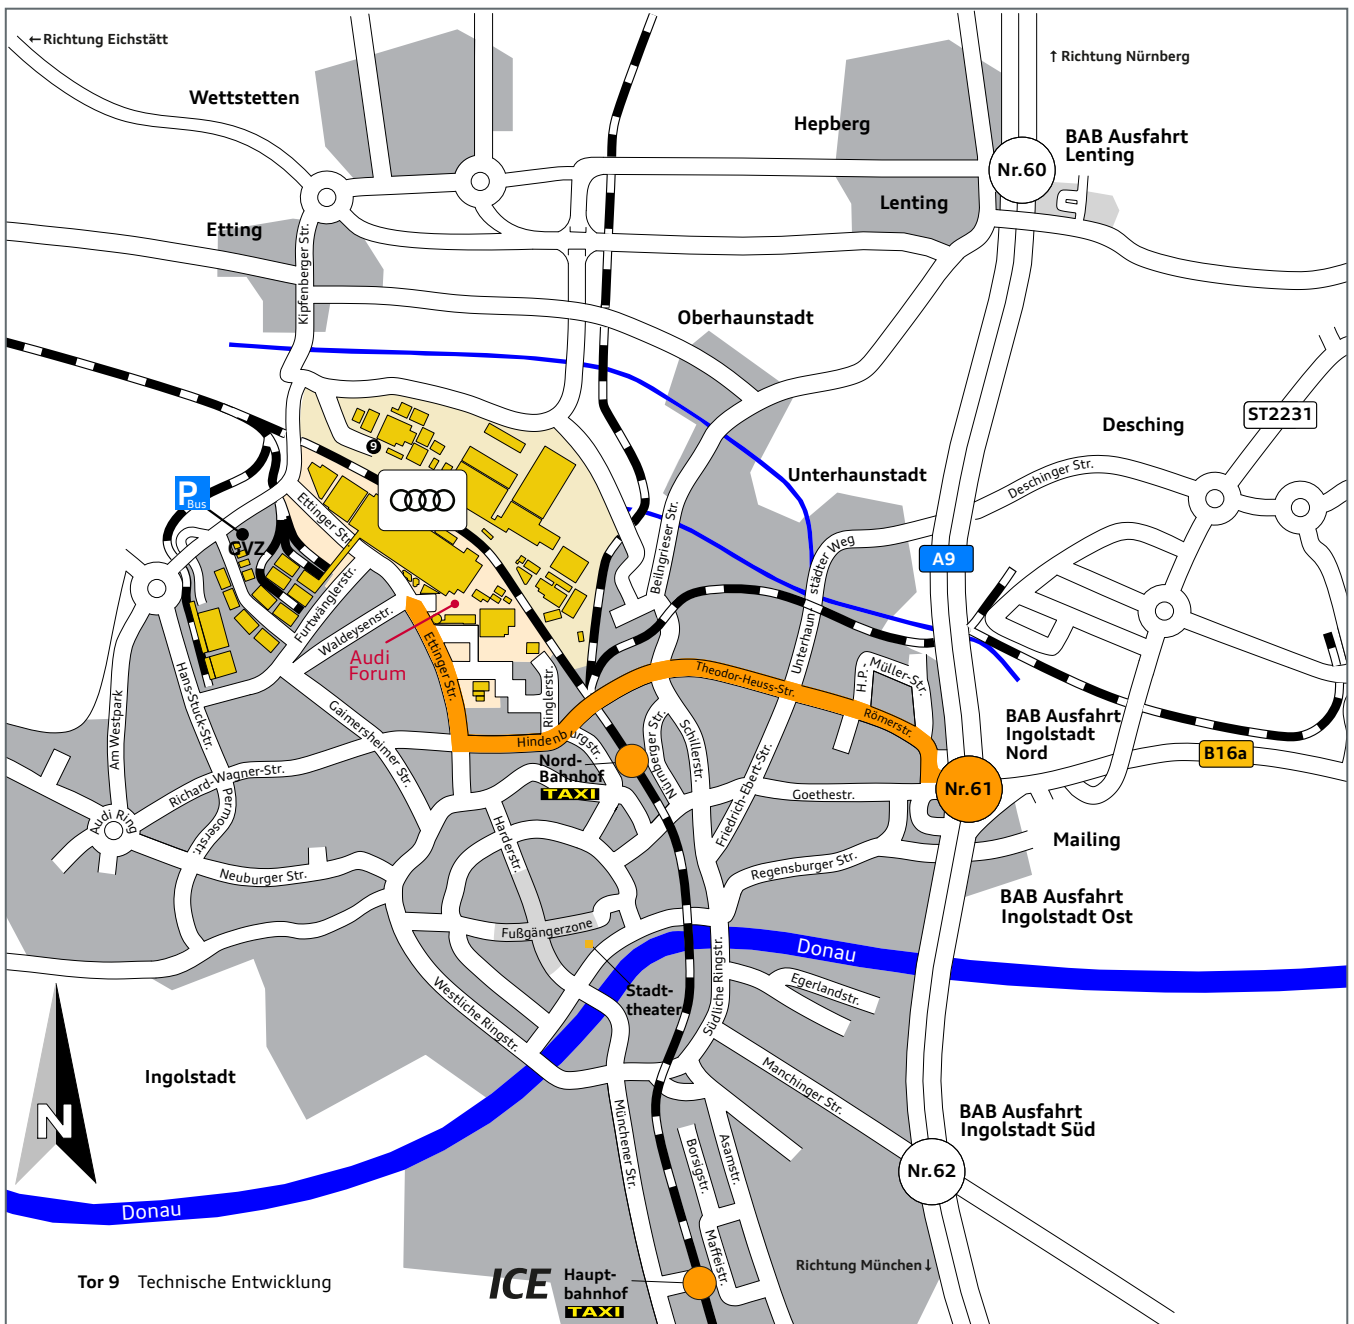 ←Richtung Eichstätt
↑ Richtung Nürnberg
Wettstetten
Hepberg
BAB Ausfahrt
Lenting
Nr.60
Lenting
Etting
Kipfenberger Str.
Oberhaunstadt
ST2231
Desching
9
Unterhaunstadt
Deschinger Str.
P
Bus
Ettinger Str.
GVZ
Beilngrieser Str.
Unterhaunstädter Weg
A9
Furtwänglerstr.
Waldeysenstr.
Audi
Forum
Ettinger Str.
Ringlerstr.
Theodor-Heuss-Str.
H.P.
Müller-Str.
Römerstr.
Hans-Stuck-Str.
Am Westpark
Gaimersheimer Str.
Hindenburgstr.
Nürnberger Str.
Schillerstr.
BAB Ausfahrt
Ingolstadt
Nord
B16a
Nord-
Bahnhof
TAXI
Richard-Wagner-Str.
Permoserstr.
Friedrich-Ebert-Str.
Goethestr.
Nr.61
Audi Ring
Harderstr.
Mailing
Neuburger Str.
Regensburger Str.
BAB Ausfahrt
Ingolstadt Ost
Fußgängerzone
Donau
Stadt-
theater
Westliche Ringstr.
Südliche Ringstr.
Egerlandstr.
Ingolstadt
Manchinger Str.
N
BAB Ausfahrt
Ingolstadt Süd
Münchener Str.
Borsigstr.
Asamstr.
Nr.62
Donau
Maffeistr.
Richtung München↓
Tor 9 Technische Entwicklung
ICE
Haupt-
bahnhof
TAXI